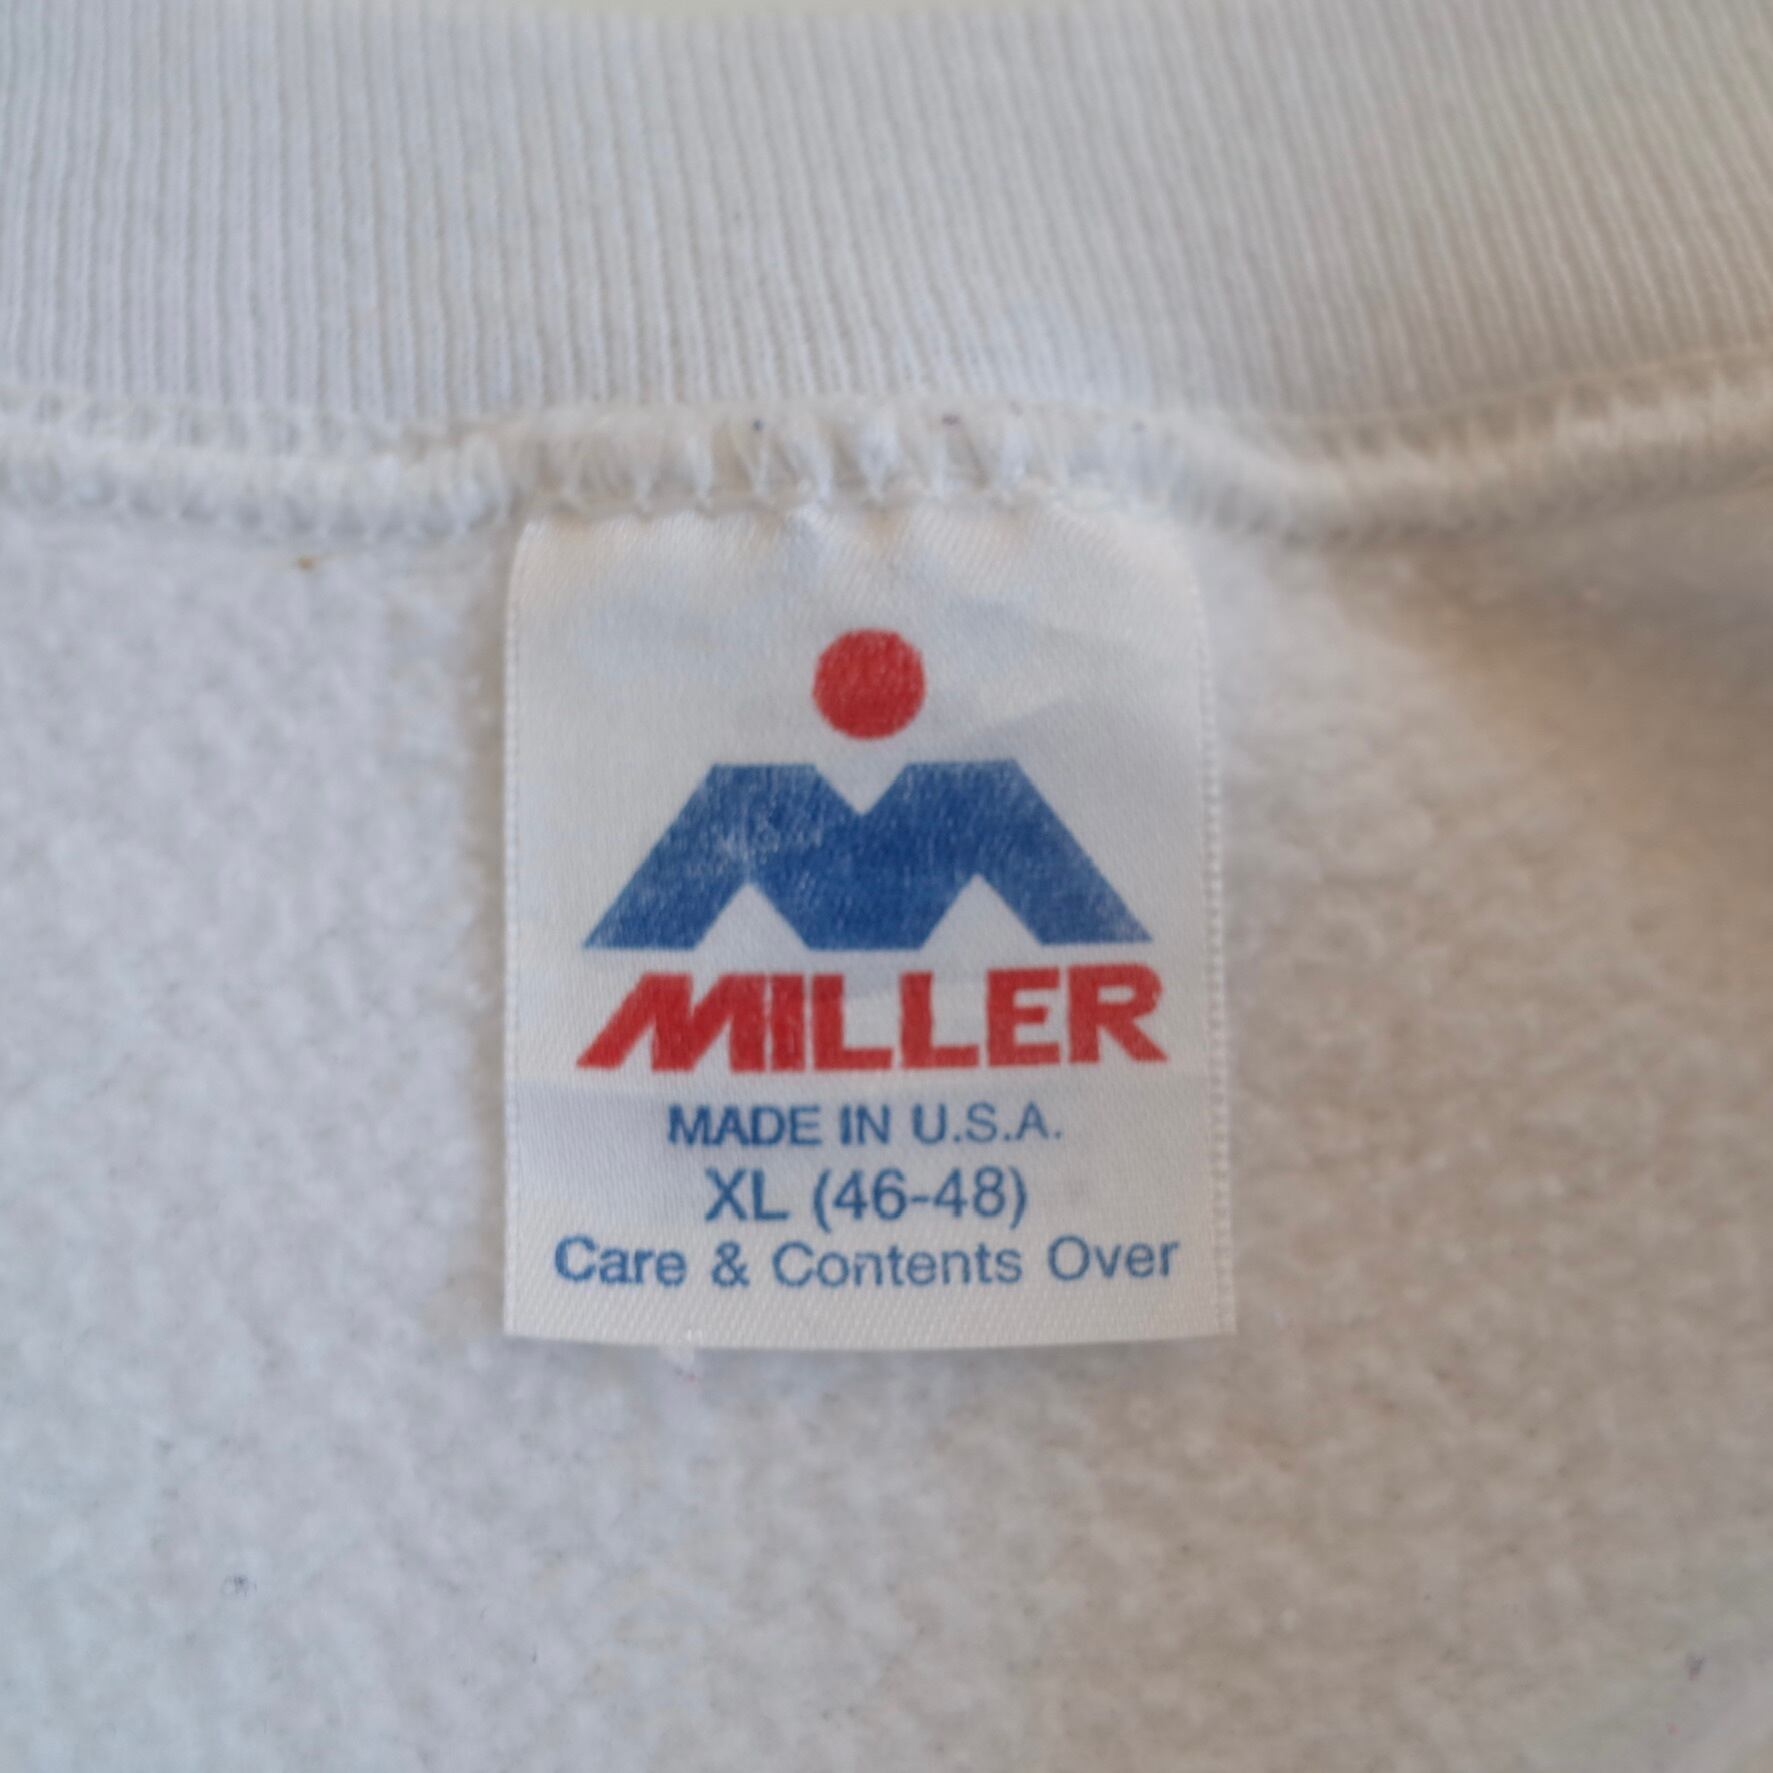 MILLER
MADE IN U.S.A.
XL (46-48)
Care & Contents Over